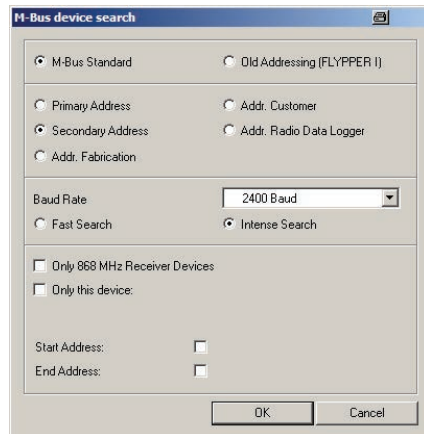 M-Bus device search
M-Bus Standard Old Addressing (FLYPPER I)
Primary Address Addr. Customer
Secondary Address Addr. Radio Data Logger
Addr. Fabrication
Baud Rate 2400 Baud
Fast Search Intense Search
Only 868 MHz Receiver Devices
Only this device:
Start Address:
End Address:
OK Cancel